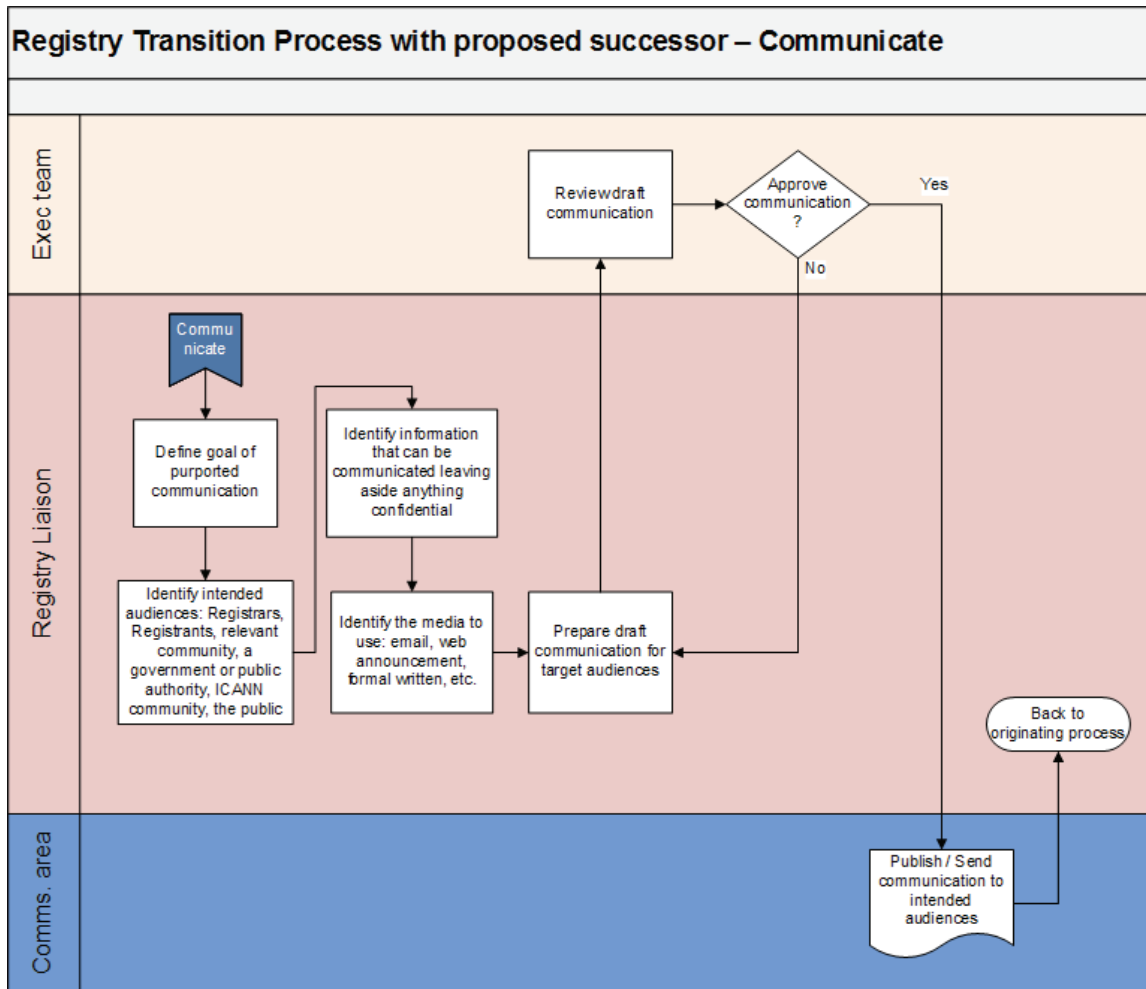 Registry Transition Process with proposed successor – Communicate
Exec team
Review draft
communication
Approve
communication
?
Yes
No
Registry Liaison
Commu
nicate
Define goal of
purported
communication
Identify intended
audiences: Registrars,
Registrants, relevant
community, a
government or public
authority, ICANN
community, the public
Identify information
that can be
communicated leaving
aside anything
confidential
Identify the media to
use: email, web
announcement,
formal written, etc.
Prepare draft
communication for
target audiences
Back to
originating process
Comms. area
Publish / Send
communication to
intended
audiences